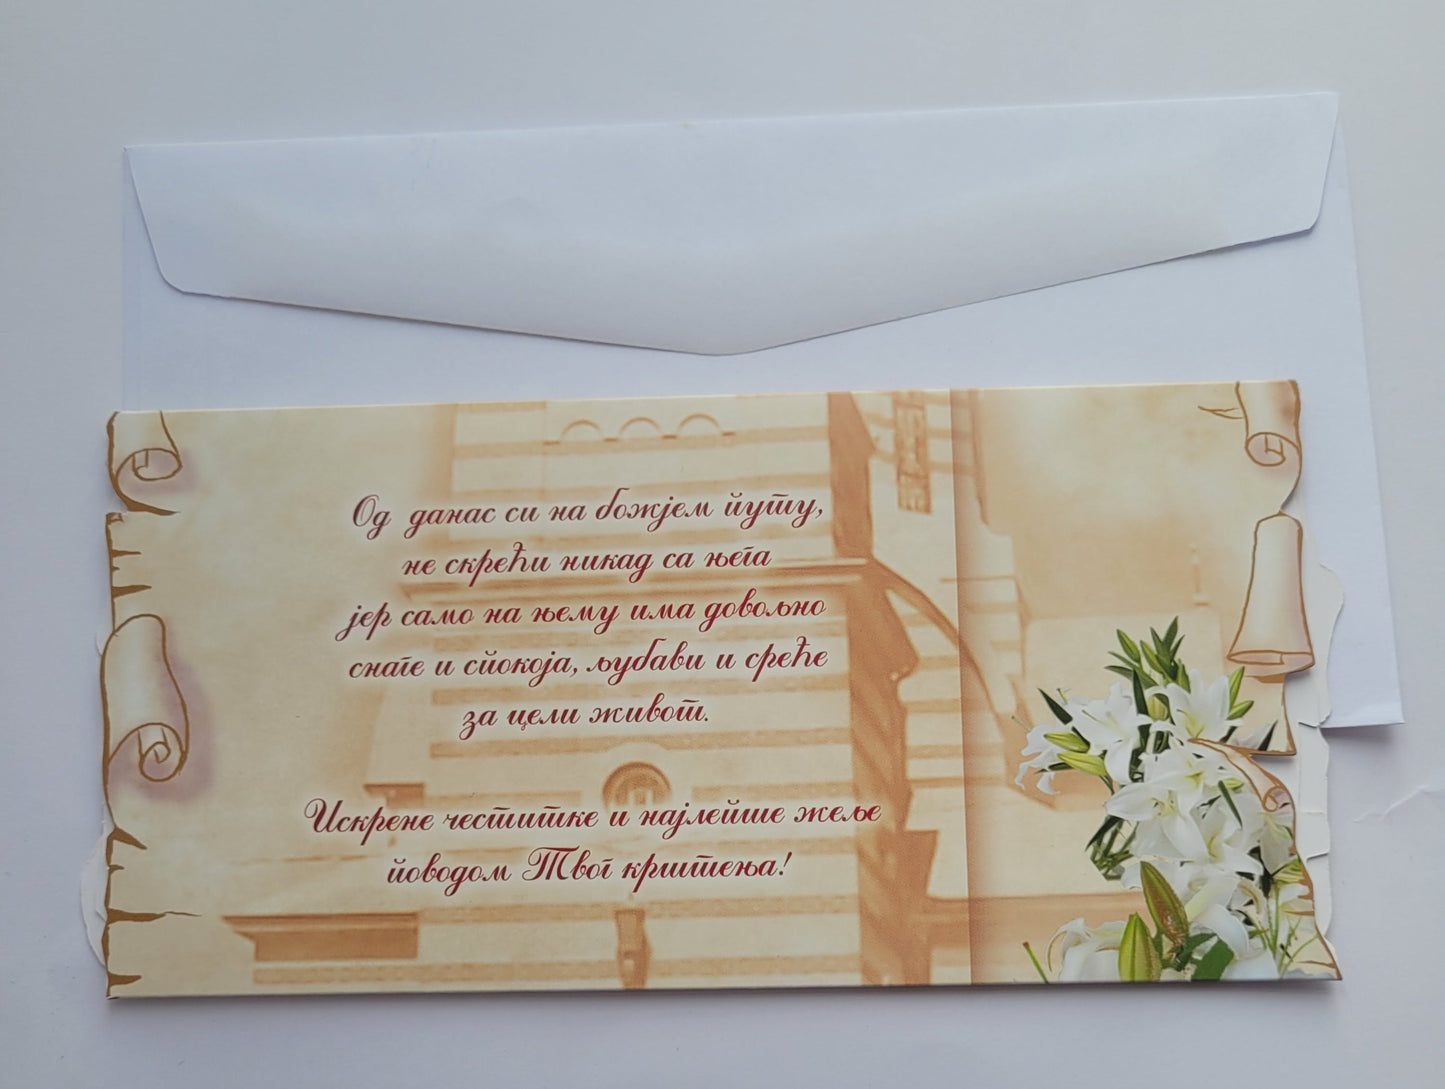 Од данас си на божјем путу,
не скрећи никад са њега
јер само на њему има довољно
снаге и спокоја, љубави и среће
за цели живот.
Искрене честитке и најлепше жеље
поводом Твог крштења!